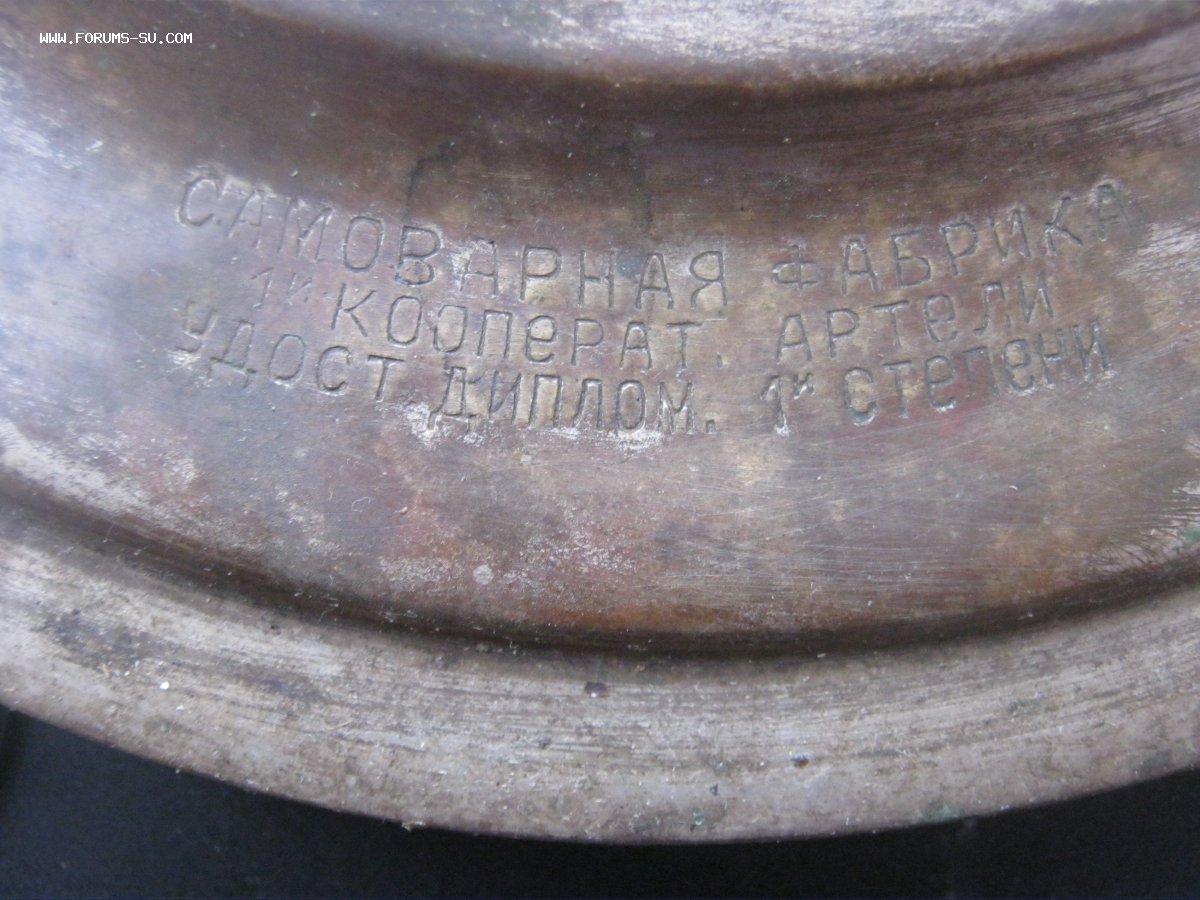 WWW.FORUMS-SU.COM
САМОВАРНАЯ ФАБРИКА
1й КООПЕРАТ. АРТЕЛИ
УДОСТ ДИПЛОМ. 1й СТЕПЕНИ